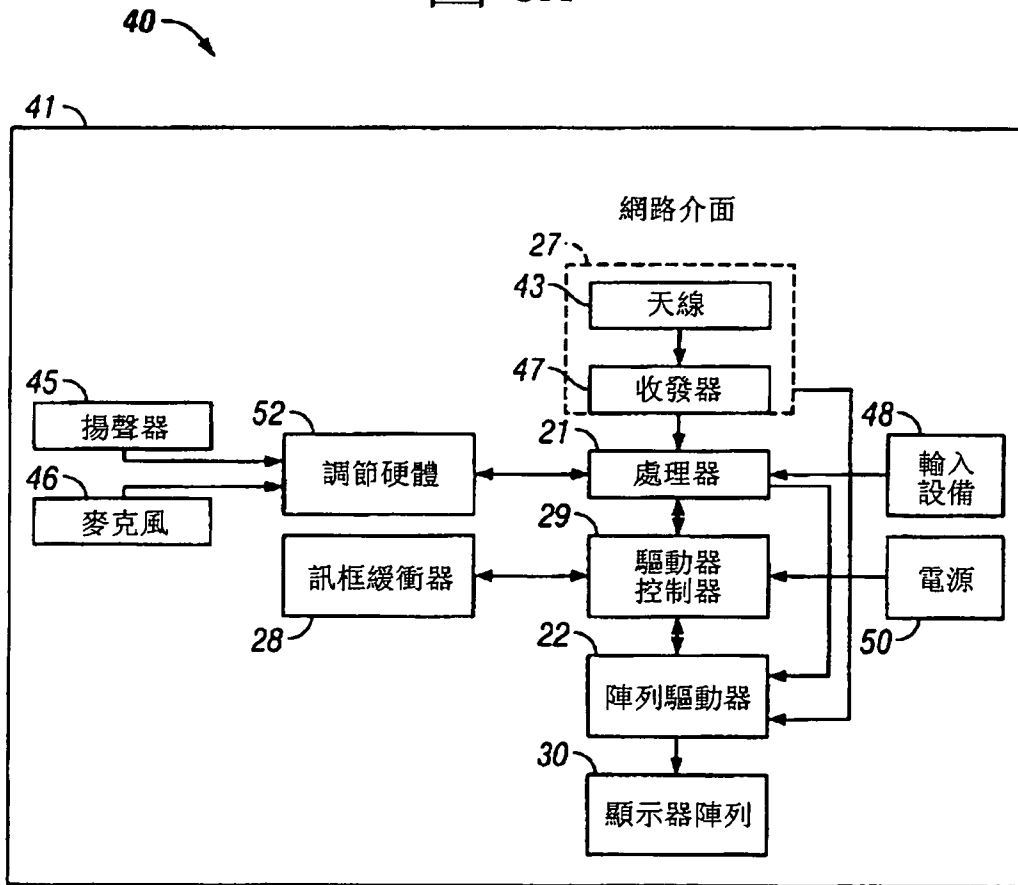 40
41
網路介面
27
43
天線
47
收發器
45
揚聲器
52
調節硬體
21
處理器
48
輸入
設備
46
麥克風
29
驅動器
控制器
訊框緩衝器
28
電源
50
22
陣列驅動器
30
顯示器陣列